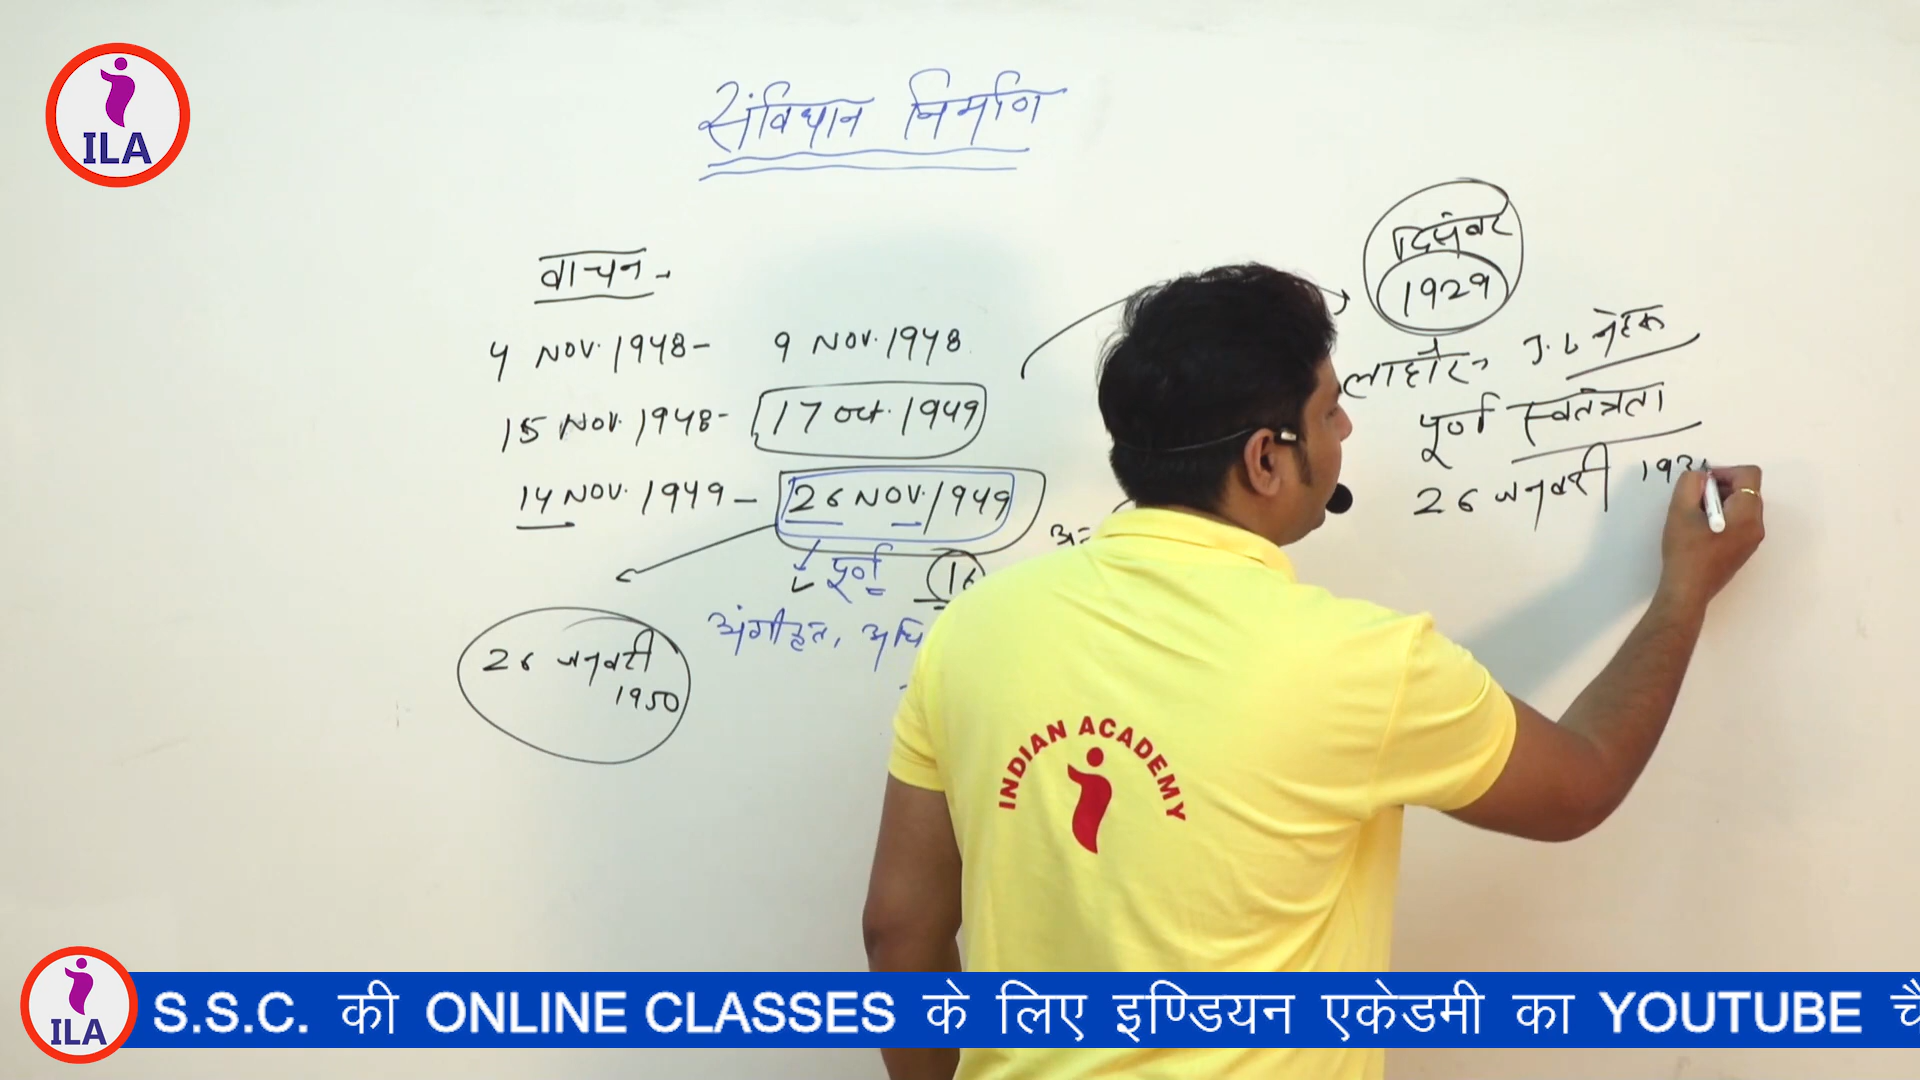 ILA
संविधान निर्माण
वाचन -
4 NOV. 1948 - 9 NOV. 1948
15 NOV. 1948 - 17 Oct. 1949
14 NOV. 1949 - 26 NOV. 1949
पूर्ण
अंगीकृत, अधि
26 जनवरी
1950
दिसंबर
1929
लाहौर - J. L नेहरू
पूर्ण स्वतंत्रता
26 जनवरी 193
INDIAN ACADEMY
ILA
S.S.C. की ONLINE CLASSES के लिए इण्डियन एकेडमी का YOUTUBE चै